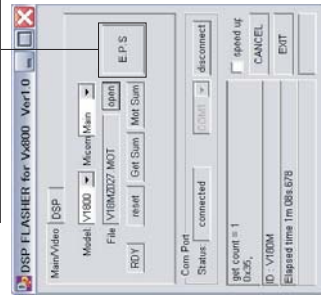 DSP FLASHER for Vx800 Ver1.0
Main/Video DSP
Model: V1800 Micom Main
File V18MZ027.MOT open
E.P.S
RDY reset Get Sum Mot Sum
Com Port
Status: connected COM1 disconnect
get count = 1
Dx35,
ID : V180M
Elapsed time 1m 08s.678
speed up
CANCEL
EXIT